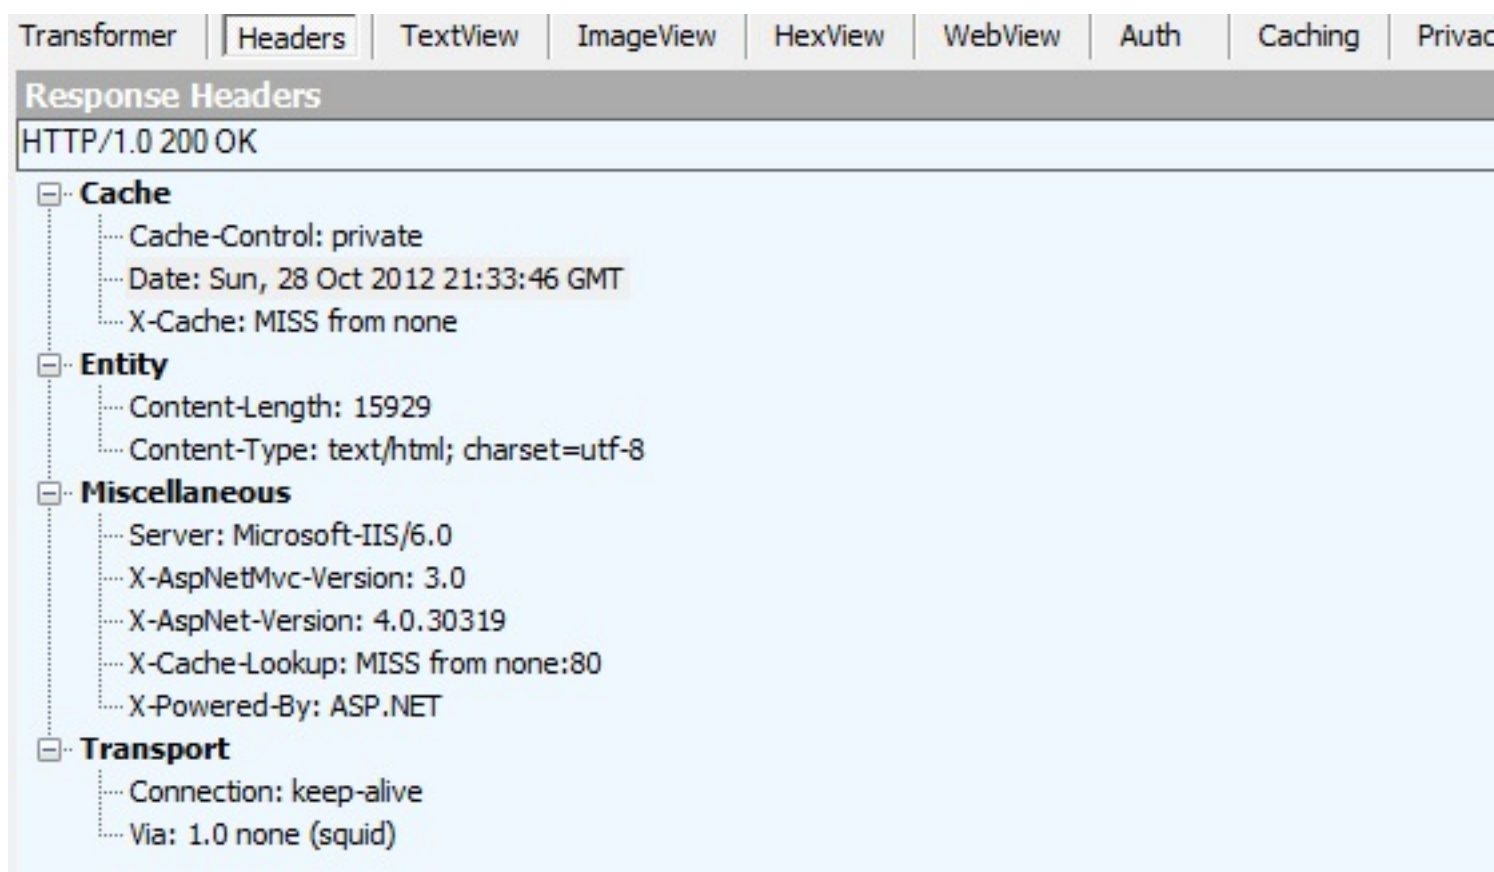 Transformer Headers TextView ImageView HexView WebView Auth Caching Privac
Response Headers
HTTP/1.0 200 OK
Cache
Cache-Control: private
Date: Sun, 28 Oct 2012 21:33:46 GMT
X-Cache: MISS from none
Entity
Content-Length: 15929
Content-Type: text/html; charset=utf-8
Miscellaneous
Server: Microsoft-IIS/6.0
X-AspNetMvc-Version: 3.0
X-AspNet-Version: 4.0.30319
X-Cache-Lookup: MISS from none:80
X-Powered-By: ASP.NET
Transport
Connection: keep-alive
Via: 1.0 none (squid)